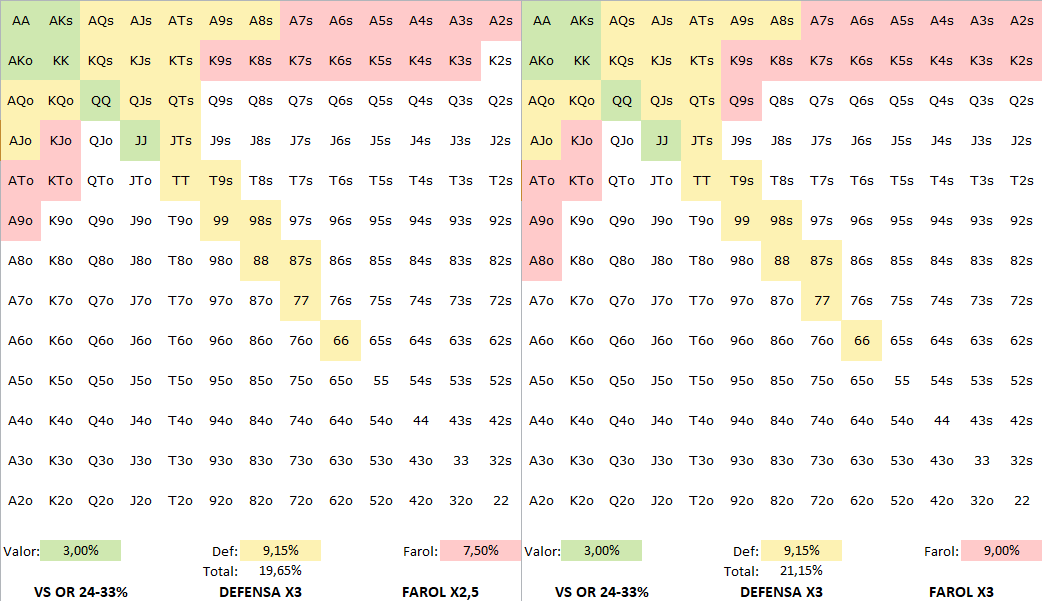 AA AKs AQs AJs ATs A9s A8s A7s A6s A5s A4s A3s A2s AA AKs AQs AJs ATs A9s A8s A7s A6s A5s A4s A3s A2s
AKo KK KQs KJs KTs K9s K8s K7s K6s K5s K4s K3s K2s AKo KK KQs KJs KTs K9s K8s K7s K6s K5s K4s K3s K2s
AQo KQo QQ QJs QTs Q9s Q8s Q7s Q6s Q5s Q4s Q3s Q2s AQo KQo QQ QJs QTs Q9s Q8s Q7s Q6s Q5s Q4s Q3s Q2s
AJo KJo QJo JJ JTs J9s J8s J7s J6s J5s J4s J3s J2s AJo KJo QJo JJ JTs J9s J8s J7s J6s J5s J4s J3s J2s
ATo KTo QTo JTo TT T9s T8s T7s T6s T5s T4s T3s T2s ATo KTo QTo JTo TT T9s T8s T7s T6s T5s T4s T3s T2s
A9o K9o Q9o J9o T9o 99 98s 97s 96s 95s 94s 93s 92s A9o K9o Q9o J9o T9o 99 98s 97s 96s 95s 94s 93s 92s
A8o K8o Q8o J8o T8o 98o 88 87s 86s 85s 84s 83s 82s A8o K8o Q8o J8o T8o 98o 88 87s 86s 85s 84s 83s 82s
A7o K7o Q7o J7o T7o 97o 87o 77 76s 75s 74s 73s 72s A7o K7o Q7o J7o T7o 97o 87o 77 76s 75s 74s 73s 72s
A6o K6o Q6o J6o T6o 96o 86o 76o 66 65s 64s 63s 62s A6o K6o Q6o J6o T6o 96o 86o 76o 66 65s 64s 63s 62s
A5o K5o Q5o J5o T5o 95o 85o 75o 65o 55 54s 53s 52s A5o K5o Q5o J5o T5o 95o 85o 75o 65o 55 54s 53s 52s
A4o K4o Q4o J4o T4o 94o 84o 74o 64o 54o 44 43s 42s A4o K4o Q4o J4o T4o 94o 84o 74o 64o 54o 44 43s 42s
A3o K3o Q3o J3o T3o 93o 83o 73o 63o 53o 43o 33 32s A3o K3o Q3o J3o T3o 93o 83o 73o 63o 53o 43o 33 32s
A2o K2o Q2o J2o T2o 92o 82o 72o 62o 52o 42o 32o 22 A2o K2o Q2o J2o T2o 92o 82o 72o 62o 52o 42o 32o 22
Valor: 3,00% Def: 9,15% Farol: 7,50% Valor: 3,00% Def: 9,15% Farol: 9,00%
Total: 19,65% Total: 21,15%
VS OR 24-33% DEFENSA X3 FAROL X2,5 VS OR 24-33% DEFENSA X3 FAROL X3